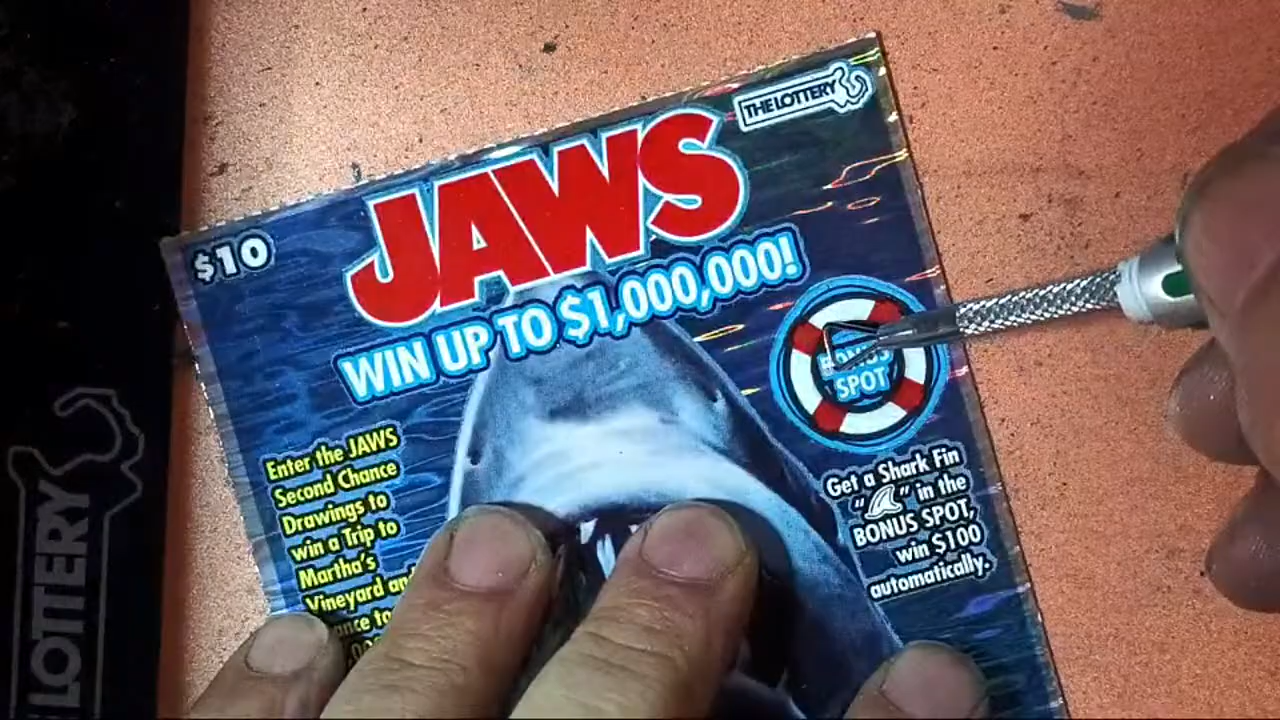 THE LOTTERY
JAWS
$10
WIN UP TO $1,000,000!
BONUS
SPOT
Enter the JAWS
Second Chance
Drawings to
win a Trip to
Martha's
Vineyard
to
Get a Shark Fin
" " in the
BONUS SPOT,
win $100
automatically.
LOTTERY